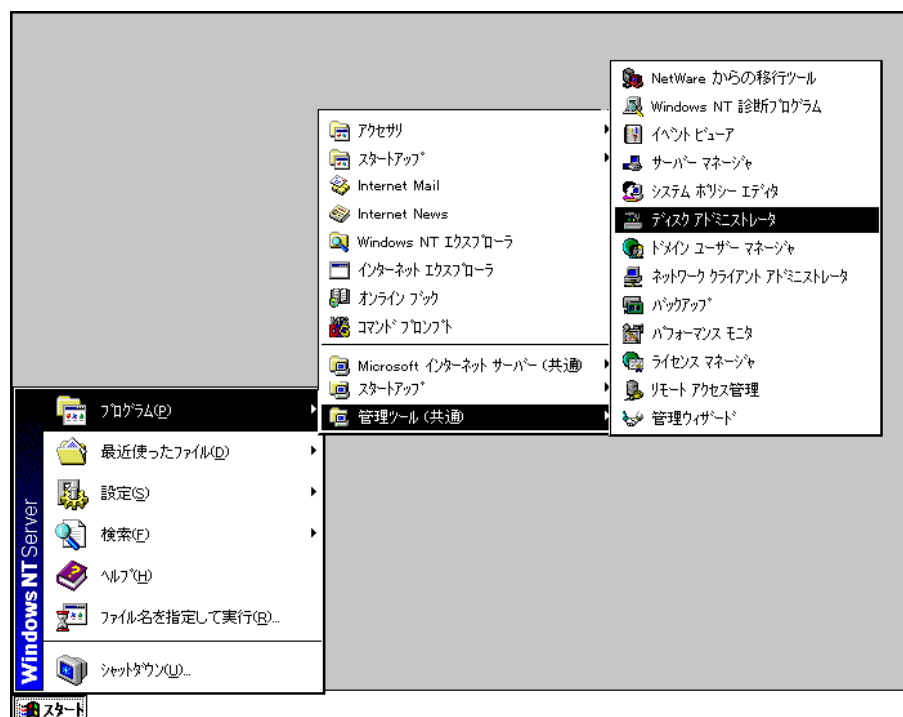 NetWare からの移行ツール
Windows NT 診断プログラム
イベント ビューア
サーバー マネージャ
システム ポリシー エディタ
ディスク アドミニストレータ
ドメイン ユーザー マネージャ
ネットワーク クライアント アドミニストレータ
バックアップ
パフォーマンス モニタ
ライセンス マネージャ
リモート アクセス管理
管理ウィザード
アクセサリ
スタートアップ
Internet Mail
Internet News
Windows NT エクスプローラ
インターネット エクスプローラ
オンライン ブック
コマンド プロンプト
Microsoft インターネット サーバー (共通)
スタートアップ
管理ツール (共通)
プログラム(P)
最近使ったファイル(D)
設定(S)
検索(F)
ヘルプ(H)
ファイル名を指定して実行(R)...
シャットダウン(U)...
Windows NT Server
スタート